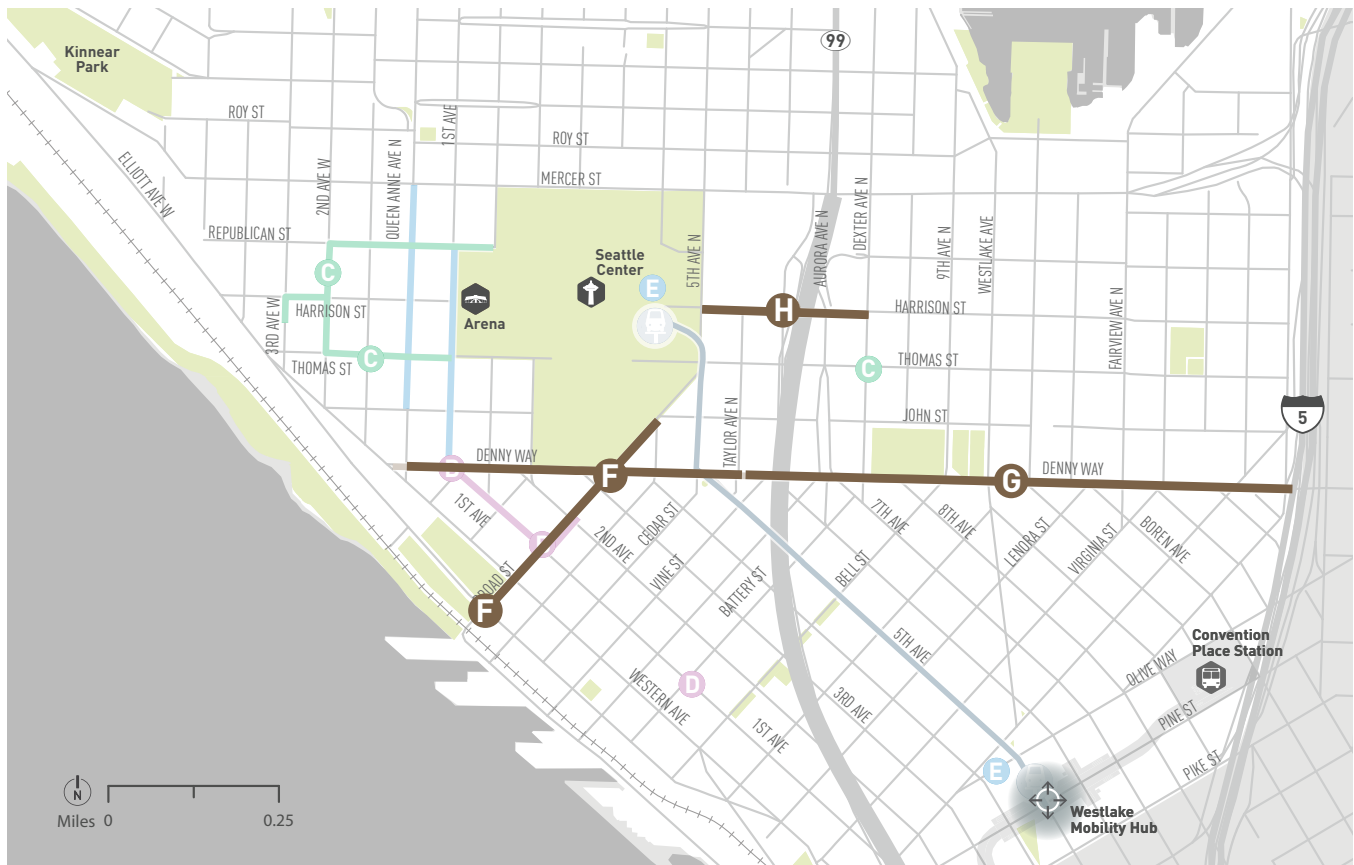 99
Kinnear
Park
ROY ST
1ST AVE
ROY ST
ELLIOTT AVE W
2ND AVE W
QUEEN ANNE AVE N
MERCER ST
REPUBLICAN ST
5TH AVE N
AURORA AVE N
DEXTER AVE N
9TH AVE N
WESTLAKE AVE
Seattle
Center
C
E
3RD AVE W
HARRISON ST
Arena
H
HARRISON ST
FAIRVIEW AVE N
THOMAS ST
C
C
THOMAS ST
TAYLOR AVE N
JOHN ST
5
DENNY WAY
F
G
DENNY WAY
1ST AVE
2ND AVE
CEDAR ST
VINE ST
BATTERY ST
BELL ST
7TH AVE
8TH AVE
LENORA ST
VIRGINIA ST
BOREN AVE
F
5TH AVE
Convention
Place Station
OLIVE WAY
D
WESTERN AVE
1ST AVE
3RD AVE
PINE ST
PIKE ST
E
Westlake
Mobility Hub
N
Miles 0 0.25